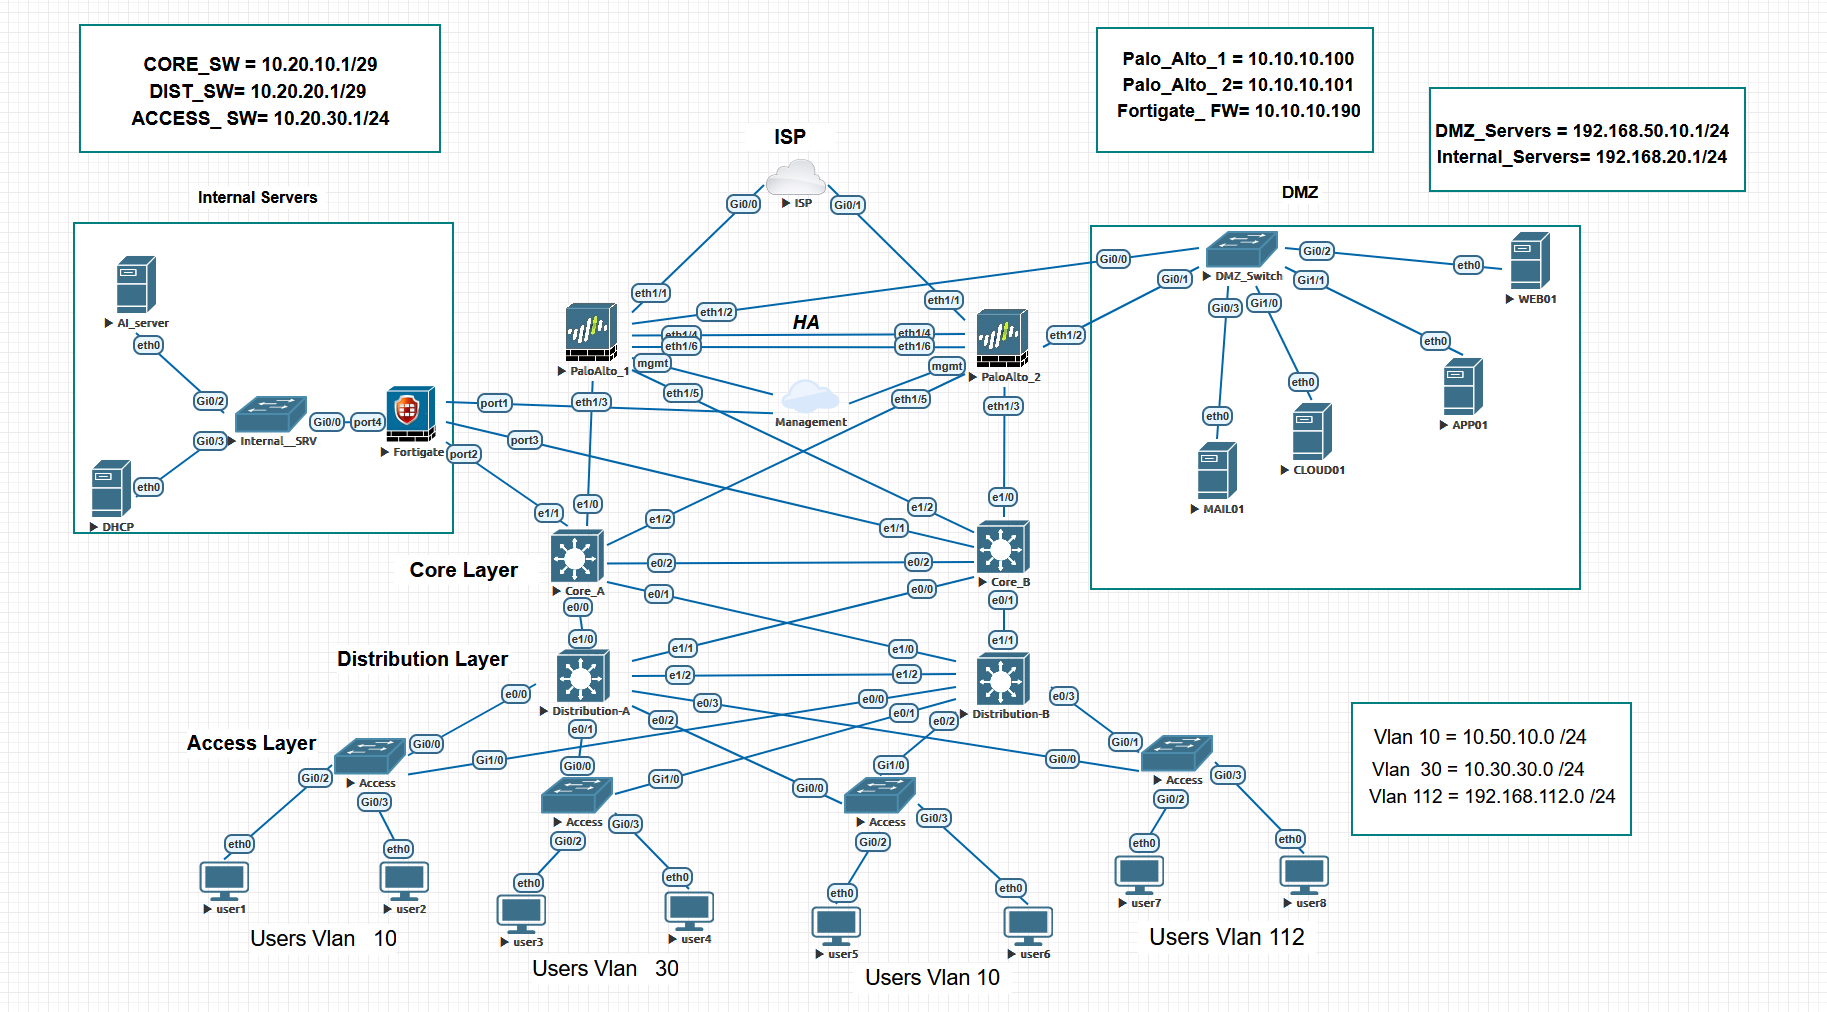 CORE_SW = 10.20.10.1/29
DIST_SW= 10.20.20.1/29
ACCESS_ SW= 10.20.30.1/24
Palo_Alto_1 = 10.10.10.100
Palo_Alto_ 2= 10.10.10.101
Fortigate_ FW= 10.10.10.190
DMZ_Servers = 192.168.50.10.1/24
Internal_Servers= 192.168.20.1/24
ISP
Gi0/0
ISP
Gi0/1
Internal Servers
DMZ
AI_server
eth0
Gi0/2
Gi0/3
Internal__SRV
Gi0/0
port4
Fortigate
eth0
DHCP
port1
port3
port2
eth1/1
eth1/2
HA
eth1/4
eth1/6
mgmt
PaloAlto_1
eth1/3
eth1/5
Management
eth1/1
eth1/4
eth1/6
mgmt
PaloAlto_2
eth1/5
eth1/3
eth1/2
Gi0/0
Gi0/1
DMZ_Switch
Gi0/2
eth0
WEB01
Gi0/3
Gi1/0
Gi1/1
eth0
APP01
eth0
CLOUD01
eth0
MAIL01
e1/1
e1/0
e1/2
Core Layer
Core_A
e0/2
e0/1
e0/0
e1/2
e1/0
e1/1
e0/2
e0/0
Core_B
e0/1
Distribution Layer
e1/0
e1/1
e1/2
e0/3
e0/2
e0/0
Distribution-A
e0/1
e1/1
e1/0
e1/2
e0/0
e0/1
e0/2
Distribution-B
e0/3
Access Layer
Gi0/0
Gi1/0
Access
Gi0/2
Gi0/3
eth0
user1
eth0
user2
Users Vlan 10
Gi0/0
Gi1/0
Access
Gi0/2
Gi0/3
eth0
user3
eth0
user4
Users Vlan 30
Gi0/0
Gi1/0
Access
Gi0/2
Gi0/3
eth0
user5
eth0
user6
Users Vlan 10
Gi0/0
Gi0/1
Access
Gi0/2
Gi0/3
eth0
user7
eth0
user8
Users Vlan 112
Vlan 10 = 10.50.10.0 /24
Vlan 30 = 10.30.30.0 /24
Vlan 112 = 192.168.112.0 /24